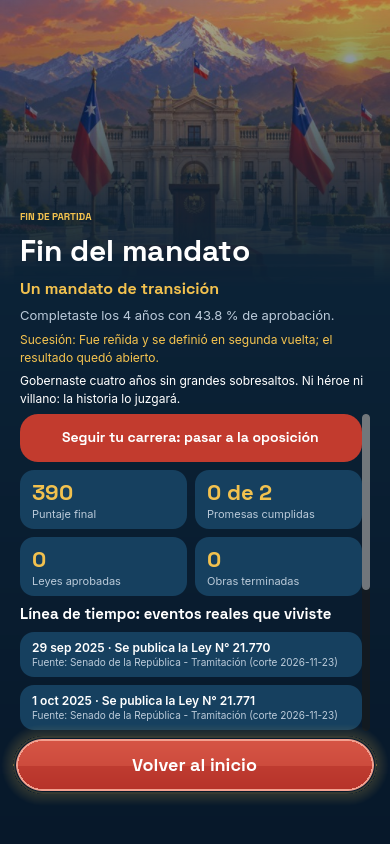 FIN DE PARTIDA
Fin del mandato
Un mandato de transición
Completaste los 4 años con 43.8 % de aprobación.
Sucesión: Fue reñida y se definió en segunda vuelta; el
resultado quedó abierto.
Gobernaste cuatro años sin grandes sobresaltos. Ni héroe ni
villano: la historia lo juzgará.
Seguir tu carrera: pasar a la oposición
390
Puntaje final
0 de 2
Promesas cumplidas
0
Leyes aprobadas
0
Obras terminadas
Línea de tiempo: eventos reales que viviste
29 sep 2025 · Se publica la Ley N° 21.770
Fuente: Senado de la República - Tramitación (corte 2026-11-23)
1 oct 2025 · Se publica la Ley N° 21.771
Fuente: Senado de la República - Tramitación (corte 2026-11-23)
Volver al inicio